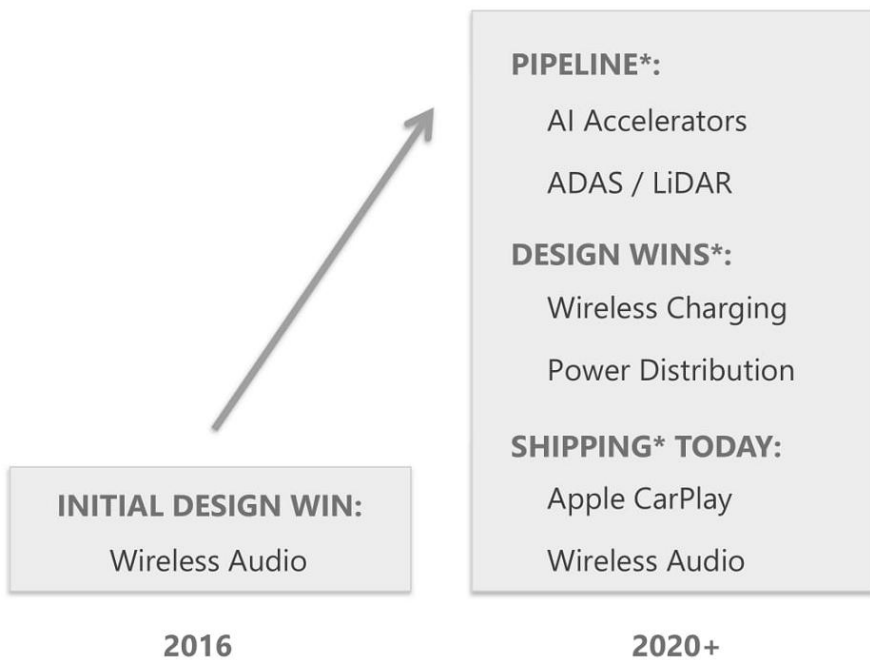 PIPELINE*:
AI Accelerators
ADAS / LiDAR
DESIGN WINS*:
Wireless Charging
Power Distribution
SHIPPING* TODAY:
Apple CarPlay
Wireless Audio
INITIAL DESIGN WIN:
Wireless Audio
2016
2020+